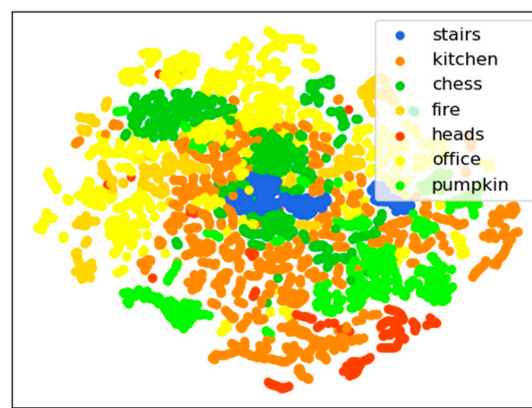 stairs
kitchen
chess
fire
heads
office
pumpkin